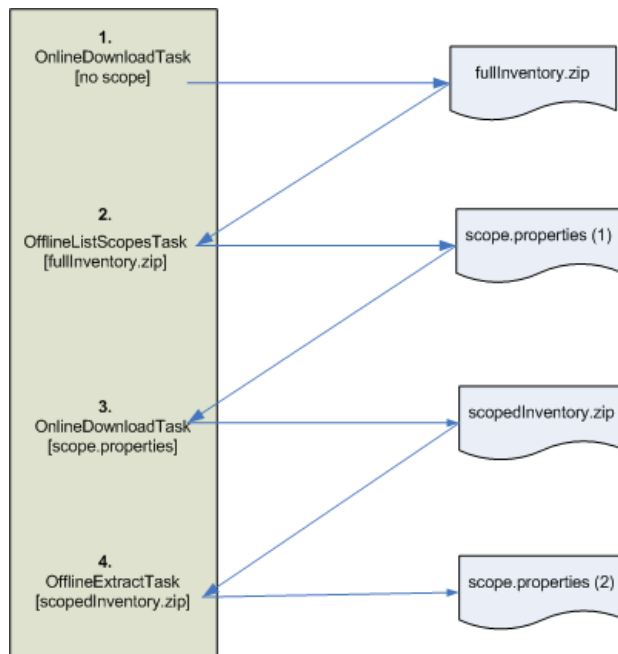 1.
OnlineDownloadTask
[no scope]
fullInventory.zip
2.
OfflineListScopesTask
[fullInventory.zip]
scope.properties (1)
3.
OnlineDownloadTask
[scope.properties]
scopedInventory.zip
4.
OfflineExtractTask
[scopedInventory.zip]
scope.properties (2)